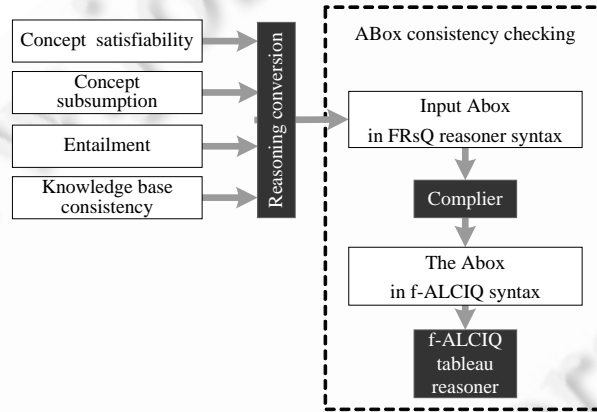 Concept satisfiability
Concept
subsumption
Entailment
Knowledge base
consistency
Reasoning conversion
ABox consistency checking
Input Abox
in FRsQ reasoner syntax
Complier
The Abox
in f-ALCIQ syntax
f-ALCIQ
tableau
reasoner